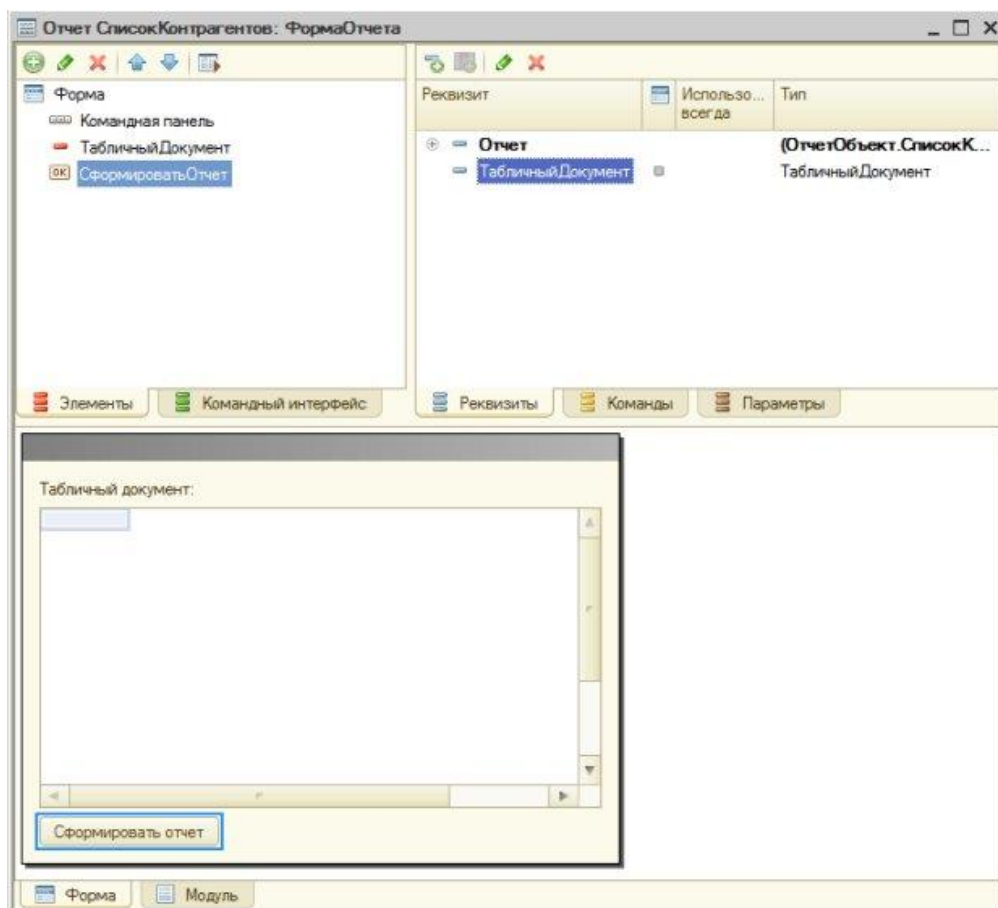 Отчет СписокКонтрагентов: ФормаОтчета
Форма
Командная панель
ТабличныйДокумент
OK СформироватьОтчет
Элементы Командный интерфейс
Реквизит Использо... всегда Тип
Отчет (ОтчетОбъект.СписокК...
ТабличныйДокумент ТабличныйДокумент
Реквизиты Команды Параметры
Табличный документ:
Сформировать отчет
Форма Модуль